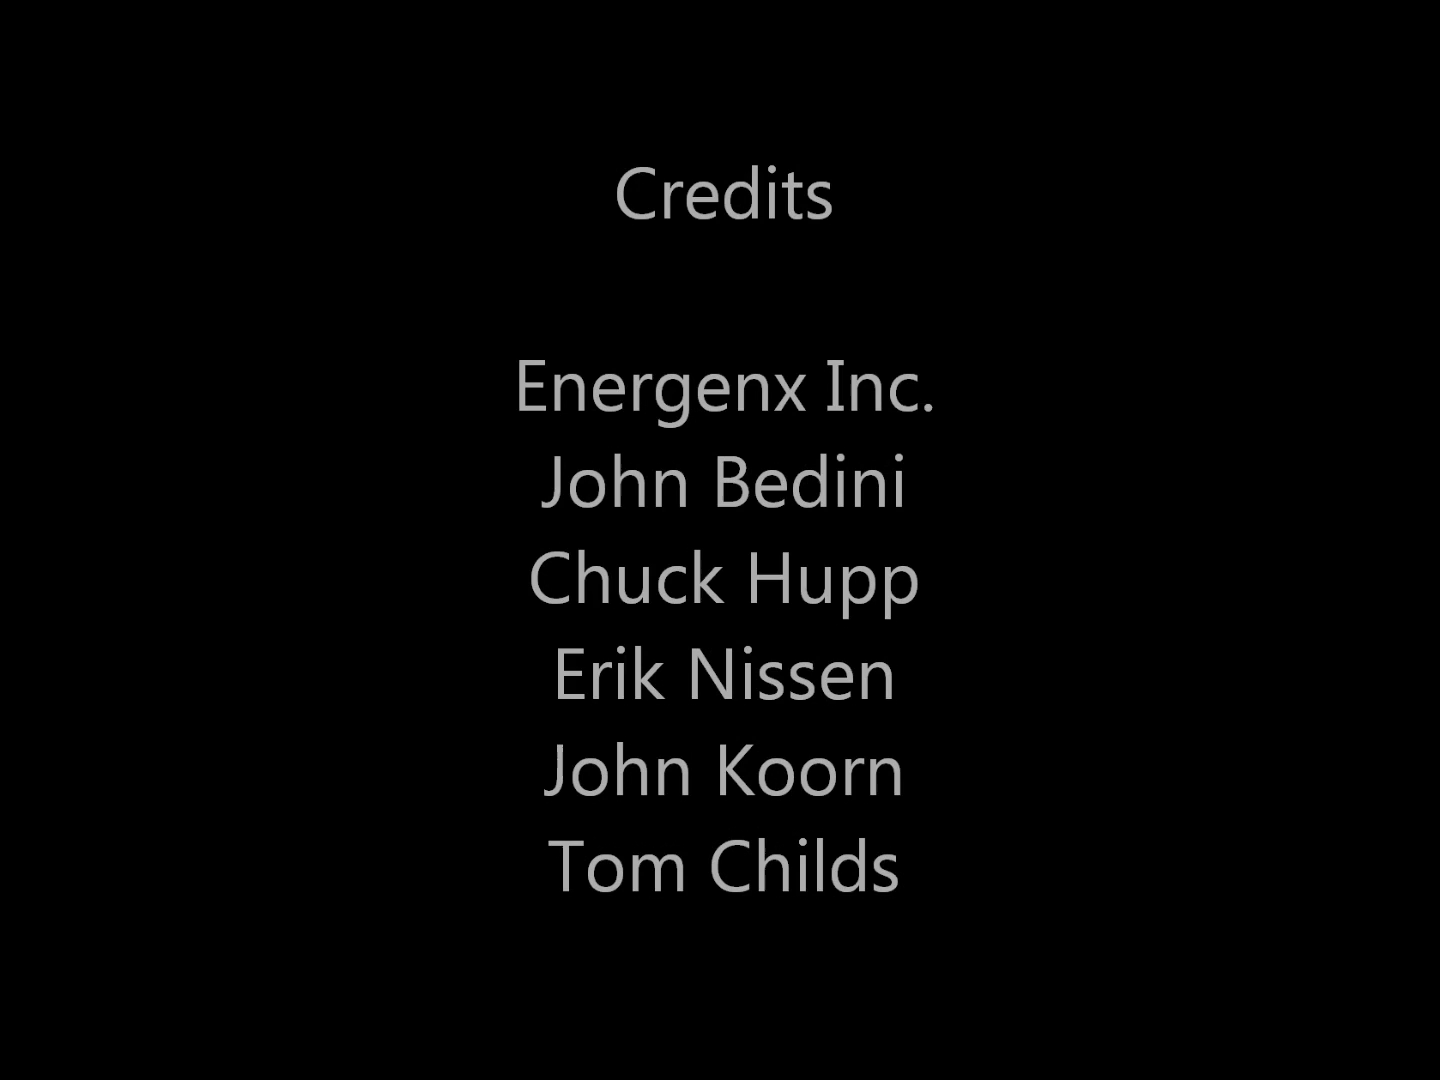 Credits
Energenx Inc.
John Bedini
Chuck Hupp
Erik Nissen
John Koorn
Tom Childs